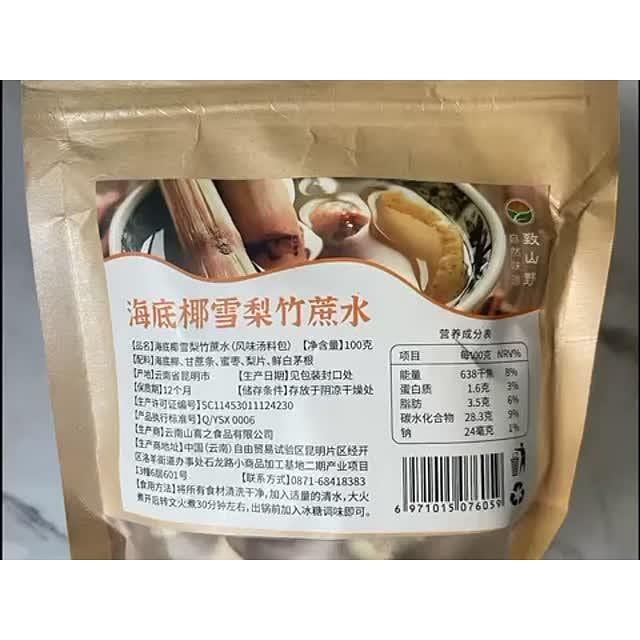 致山野
自然味道
海底椰雪梨竹蔗水
【品名】海底椰雪梨竹蔗水(风味汤料包) 【净含量】100克
【配料】海底椰、甘蔗条、蜜枣、梨片、鲜白茅根
【产地】云南省昆明市 【生产日期】见包装封口处
【保质期】12个月 【储存条件】存放于阴凉干燥处
【生产许可证编号】SC11453011124230
【产品执行标准号】Q/YSX 0006
【生产商】云南山肴之食品有限公司
【生产商地址】中国(云南)自由贸易试验区昆明片区经开
区洛羊街道办事处石龙路小商品加工基地二期产业项目
13幢6层601号 【联系方式】0871-68418383
【食用方法】将所有食材清洗干净,加入适量的清水,大火
煮开后转文火煮30分钟左右,出锅前加入冰糖调味即可。
营养成分表
项目 每100克 NRV%
能量 638千焦 8%
蛋白质 1.6克 3%
脂肪 3.5克 6%
碳水化合物 28.3克 9%
钠 24毫克 1%
6 971015 076059